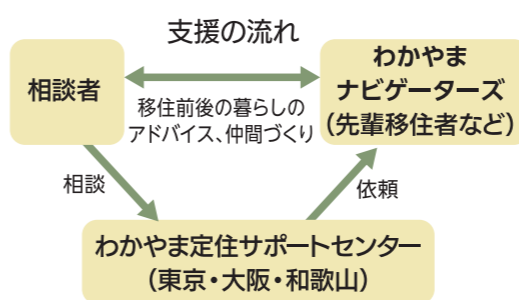 支援の流れ
相談者
わかやま
ナビゲーターズ
(先輩移住者など)
移住前後の暮らしの
アドバイス、仲間づくり
相談
依頼
わかやま定住サポートセンター
(東京・大阪・和歌山)